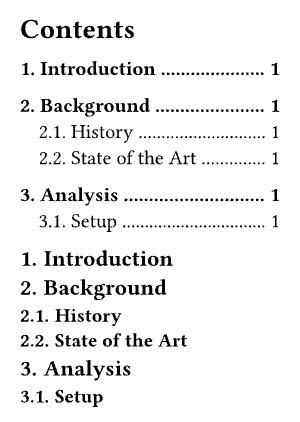 Contents
1. Introduction ...................... 1
2. Background ....................... 1
2.1. History ............................. 1
2.2. State of the Art ............. 1
3. Analysis ............................. 1
3.1. Setup ................................ 1
1. Introduction
2. Background
2.1. History
2.2. State of the Art
3. Analysis
3.1. Setup